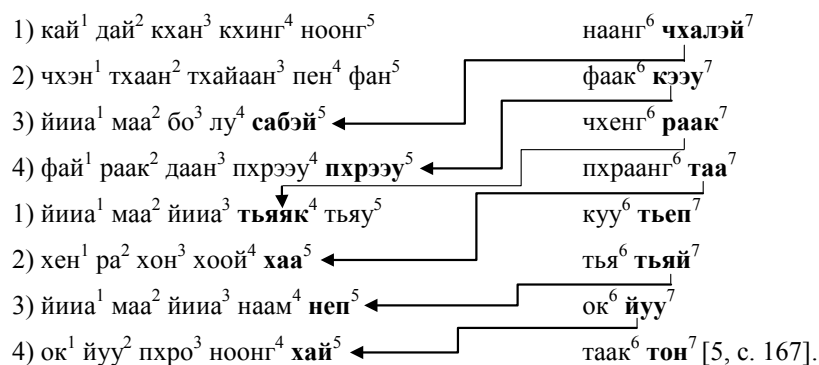 1) кай¹ дай² кхан³ кхинг⁴ ноонг⁵ наанг⁶ чхалэй⁷
2) чхэн¹ тхаан² тхайаан³ пен⁴ фан⁵ фаак⁶ кээу⁷
3) йииа¹ маа² бо³ лу⁴ сабэй⁵ чхенг⁶ раак⁷
4) фай¹ раак² даан³ пхрээу⁴ пхрээу⁵ пхраанг⁶ таа⁷
1) йииа¹ маа² йииа³ тьяяк⁴ тьяу⁵ куу⁶ тьеп⁷
2) хен¹ ра² хон³ хоой⁴ хаа⁵ тья⁶ тьяй⁷
3) йииа¹ маа² йииа³ наам⁴ неп⁵ ок⁶ йуу⁷
4) ок¹ йуу² пхро³ ноонг⁴ хай⁵ таак⁶ тон⁷ [5, с. 167].